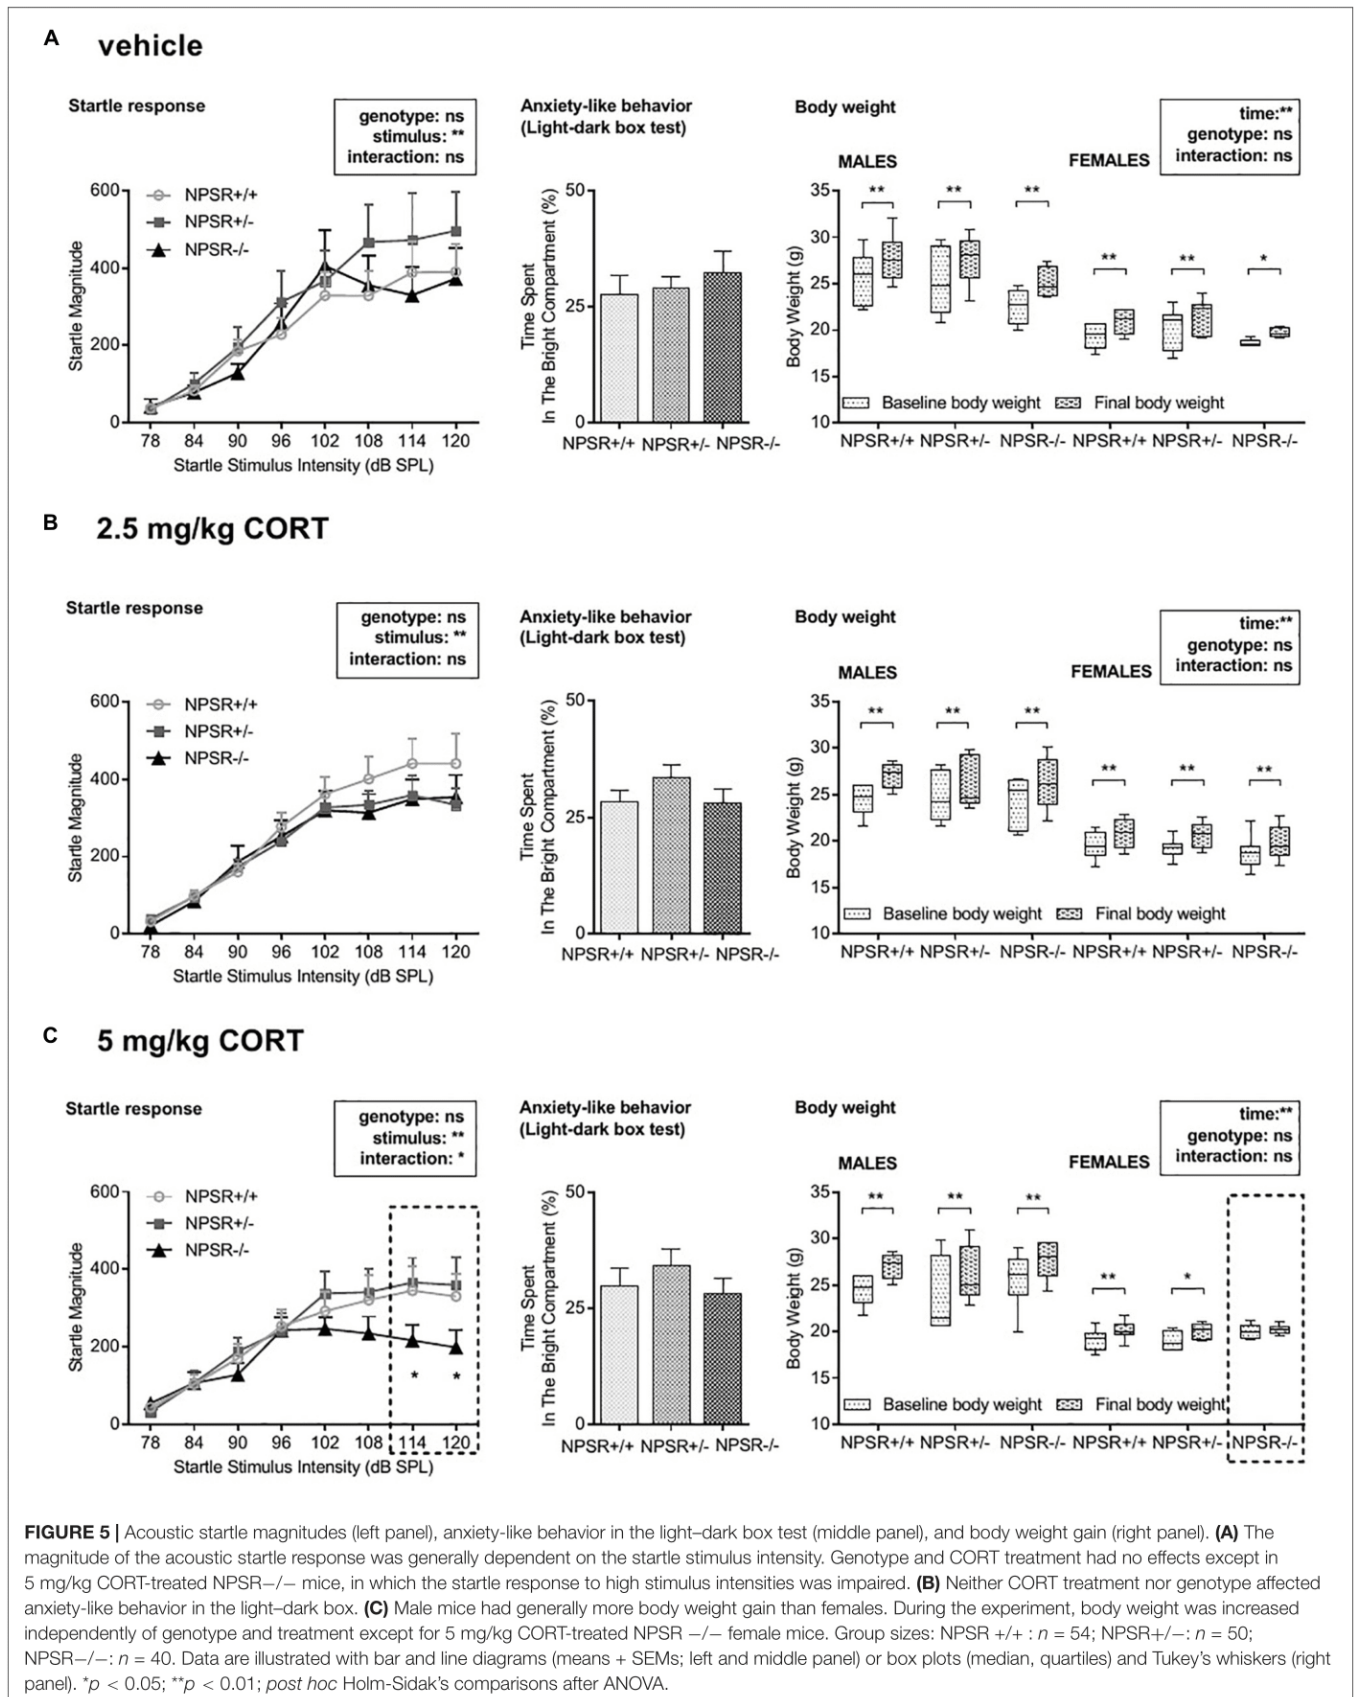 A vehicle
Startle response
genotype: ns
stimulus: **
interaction: ns
600
400
200
0
Startle Magnitude
NPSR+/+
NPSR+/-
NPSR-/-
78 84 90 96 102 108 114 120
Startle Stimulus Intensity (dB SPL)
Anxiety-like behavior
(Light-dark box test)
50
25
0
Time Spent
In The Bright Compartment (%)
NPSR+/+ NPSR+/- NPSR-/-
Body weight
time:**
genotype: ns
interaction: ns
MALES
FEMALES
35
30
25
20
15
10
Body Weight (g)
** ** ** ** ** *
Baseline body weight Final body weight
NPSR+/+ NPSR+/- NPSR-/- NPSR+/+ NPSR+/- NPSR-/-
B 2.5 mg/kg CORT
Startle response
genotype: ns
stimulus: **
interaction: ns
600
400
200
0
Startle Magnitude
NPSR+/+
NPSR+/-
NPSR-/-
78 84 90 96 102 108 114 120
Startle Stimulus Intensity (dB SPL)
Anxiety-like behavior
(Light-dark box test)
50
25
0
Time Spent
In The Bright Compartment (%)
NPSR+/+ NPSR+/- NPSR-/-
Body weight
time:**
genotype: ns
interaction: ns
MALES
FEMALES
35
30
25
20
15
10
Body Weight (g)
** ** ** ** ** **
Baseline body weight Final body weight
NPSR+/+ NPSR+/- NPSR-/- NPSR+/+ NPSR+/- NPSR-/-
C 5 mg/kg CORT
Startle response
genotype: ns
stimulus: **
interaction: *
600
400
200
0
Startle Magnitude
NPSR+/+
NPSR+/-
NPSR-/-
* *
78 84 90 96 102 108 114 120
Startle Stimulus Intensity (dB SPL)
Anxiety-like behavior
(Light-dark box test)
50
25
0
Time Spent
In The Bright Compartment (%)
NPSR+/+ NPSR+/- NPSR-/-
Body weight
time:**
genotype: ns
interaction: ns
MALES
FEMALES
35
30
25
20
15
10
Body Weight (g)
** ** ** ** *
Baseline body weight Final body weight
NPSR+/+ NPSR+/- NPSR-/- NPSR+/+ NPSR+/- NPSR-/-
FIGURE 5 | Acoustic startle magnitudes (left panel), anxiety-like behavior in the light–dark box test (middle panel), and body weight gain (right panel). (A) The
magnitude of the acoustic startle response was generally dependent on the startle stimulus intensity. Genotype and CORT treatment had no effects except in
5 mg/kg CORT-treated NPSR−/− mice, in which the startle response to high stimulus intensities was impaired. (B) Neither CORT treatment nor genotype affected
anxiety-like behavior in the light–dark box. (C) Male mice had generally more body weight gain than females. During the experiment, body weight was increased
independently of genotype and treatment except for 5 mg/kg CORT-treated NPSR −/− female mice. Group sizes: NPSR +/+ : n = 54; NPSR+/−: n = 50;
NPSR−/−: n = 40. Data are illustrated with bar and line diagrams (means + SEMs; left and middle panel) or box plots (median, quartiles) and Tukey's whiskers (right
panel). *p < 0.05; **p < 0.01; post hoc Holm-Sidak's comparisons after ANOVA.